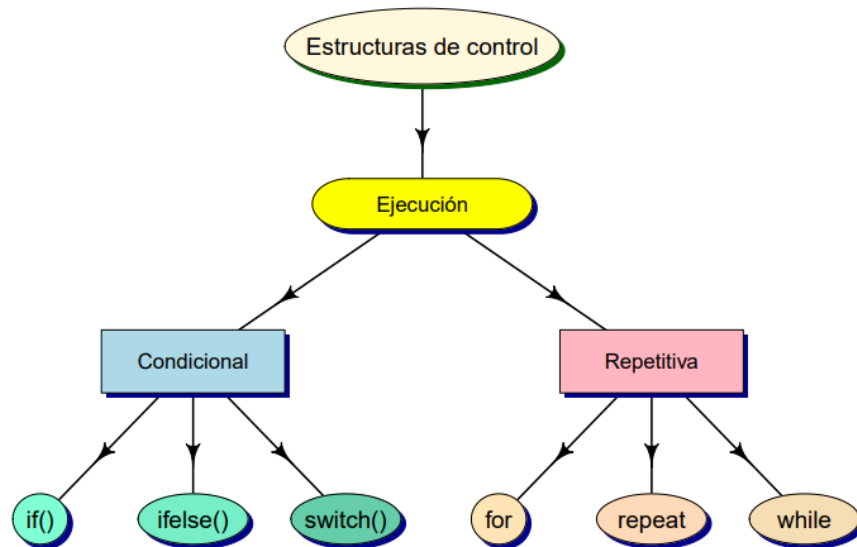 Estructuras de control
Ejecución
Condicional
Repetitiva
if()
ifelse()
switch()
for
repeat
while